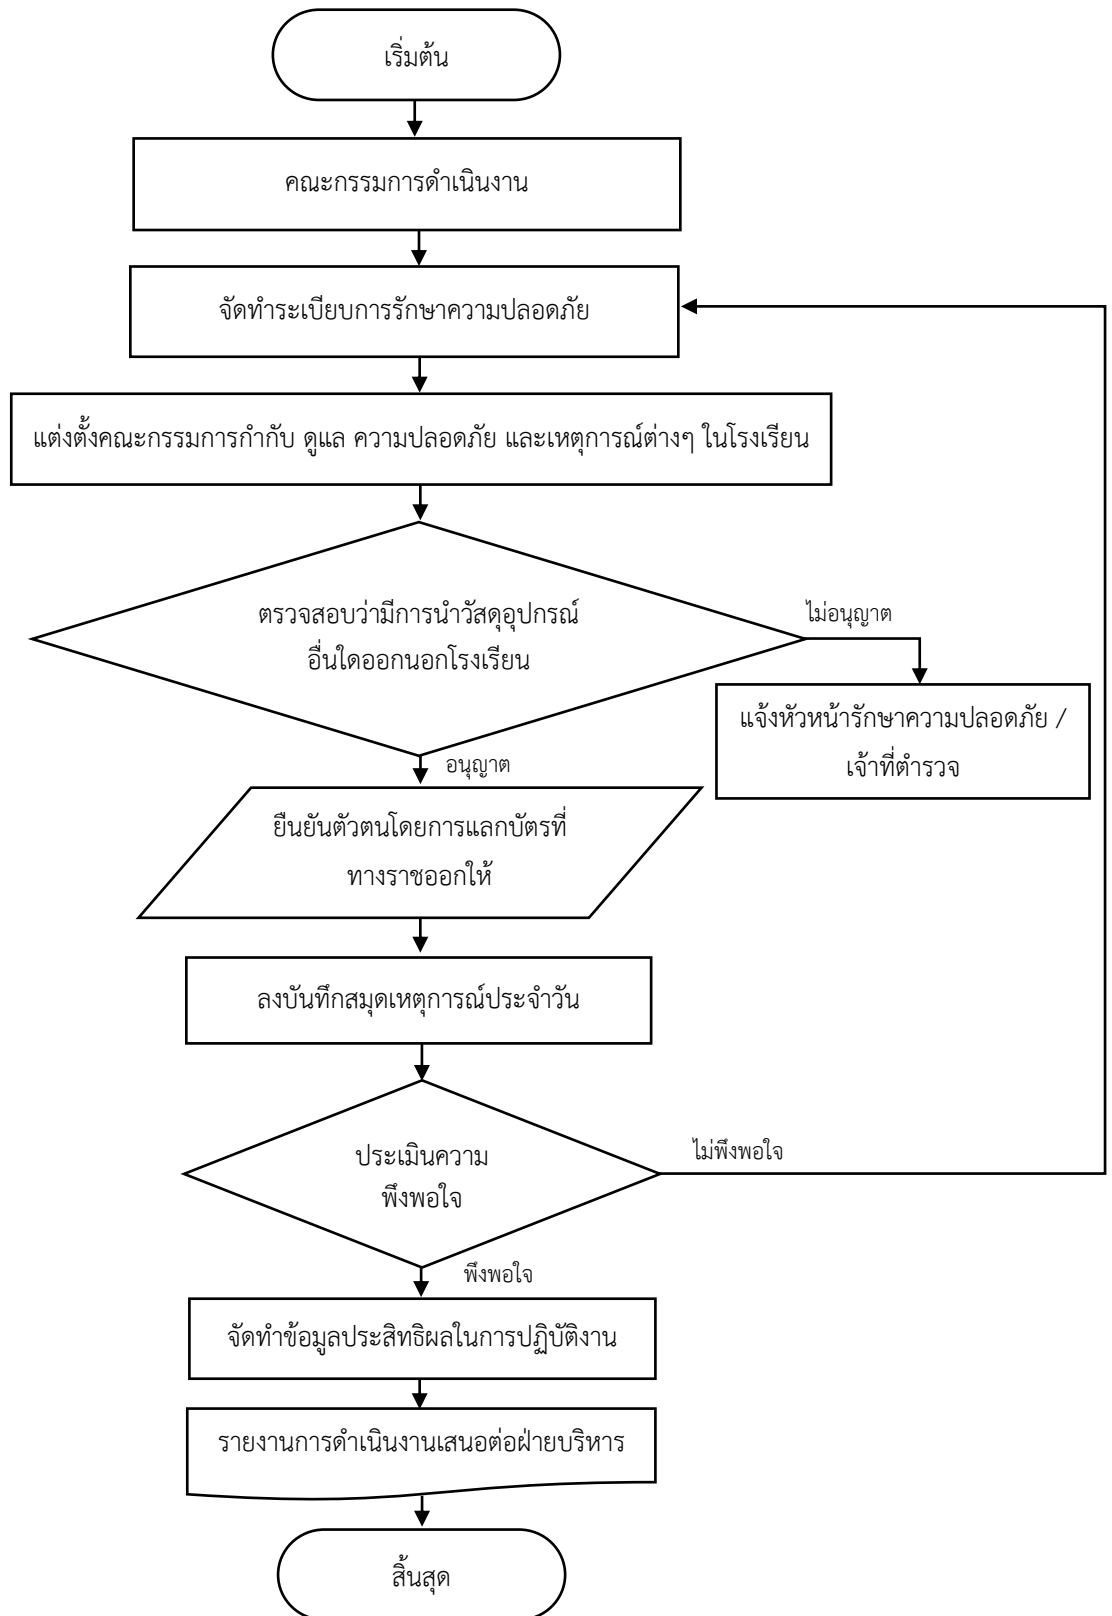 เริ่มต้น
คณะกรรมการดำเนินงาน
จัดทำระเบียบการรักษาความปลอดภัย
แต่งตั้งคณะกรรมการกำกับ ดูแล ความปลอดภัย และเหตุการณ์ต่างๆ ในโรงเรียน
ตรวจสอบว่ามีการนำวัสดุอุปกรณ์
อื่นใดออกนอกโรงเรียน
ไม่อนุญาต
แจ้งหัวหน้ารักษาความปลอดภัย /
เจ้าที่ตำรวจ
อนุญาต
ยืนยันตัวตนโดยการแลกบัตรที่
ทางราชออกให้
ลงบันทึกสมุดเหตุการณ์ประจำวัน
ประเมินความ
พึงพอใจ
ไม่พึงพอใจ
พึงพอใจ
จัดทำข้อมูลประสิทธิผลในการปฏิบัติงาน
รายงานการดำเนินงานเสนอต่อฝ่ายบริหาร
สิ้นสุด